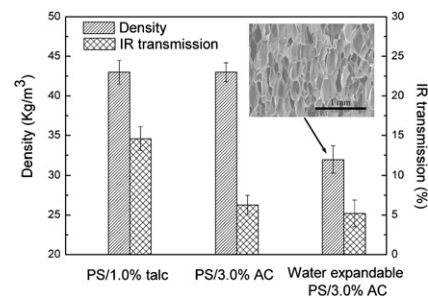 Density
IR transmission
1 mm
50
45
40
35
30
25
20
Density (Kg/m³)
30
25
20
15
10
5
0
IR transmission (%)
PS/1.0% talc
PS/3.0% AC
Water expandable
PS/3.0% AC